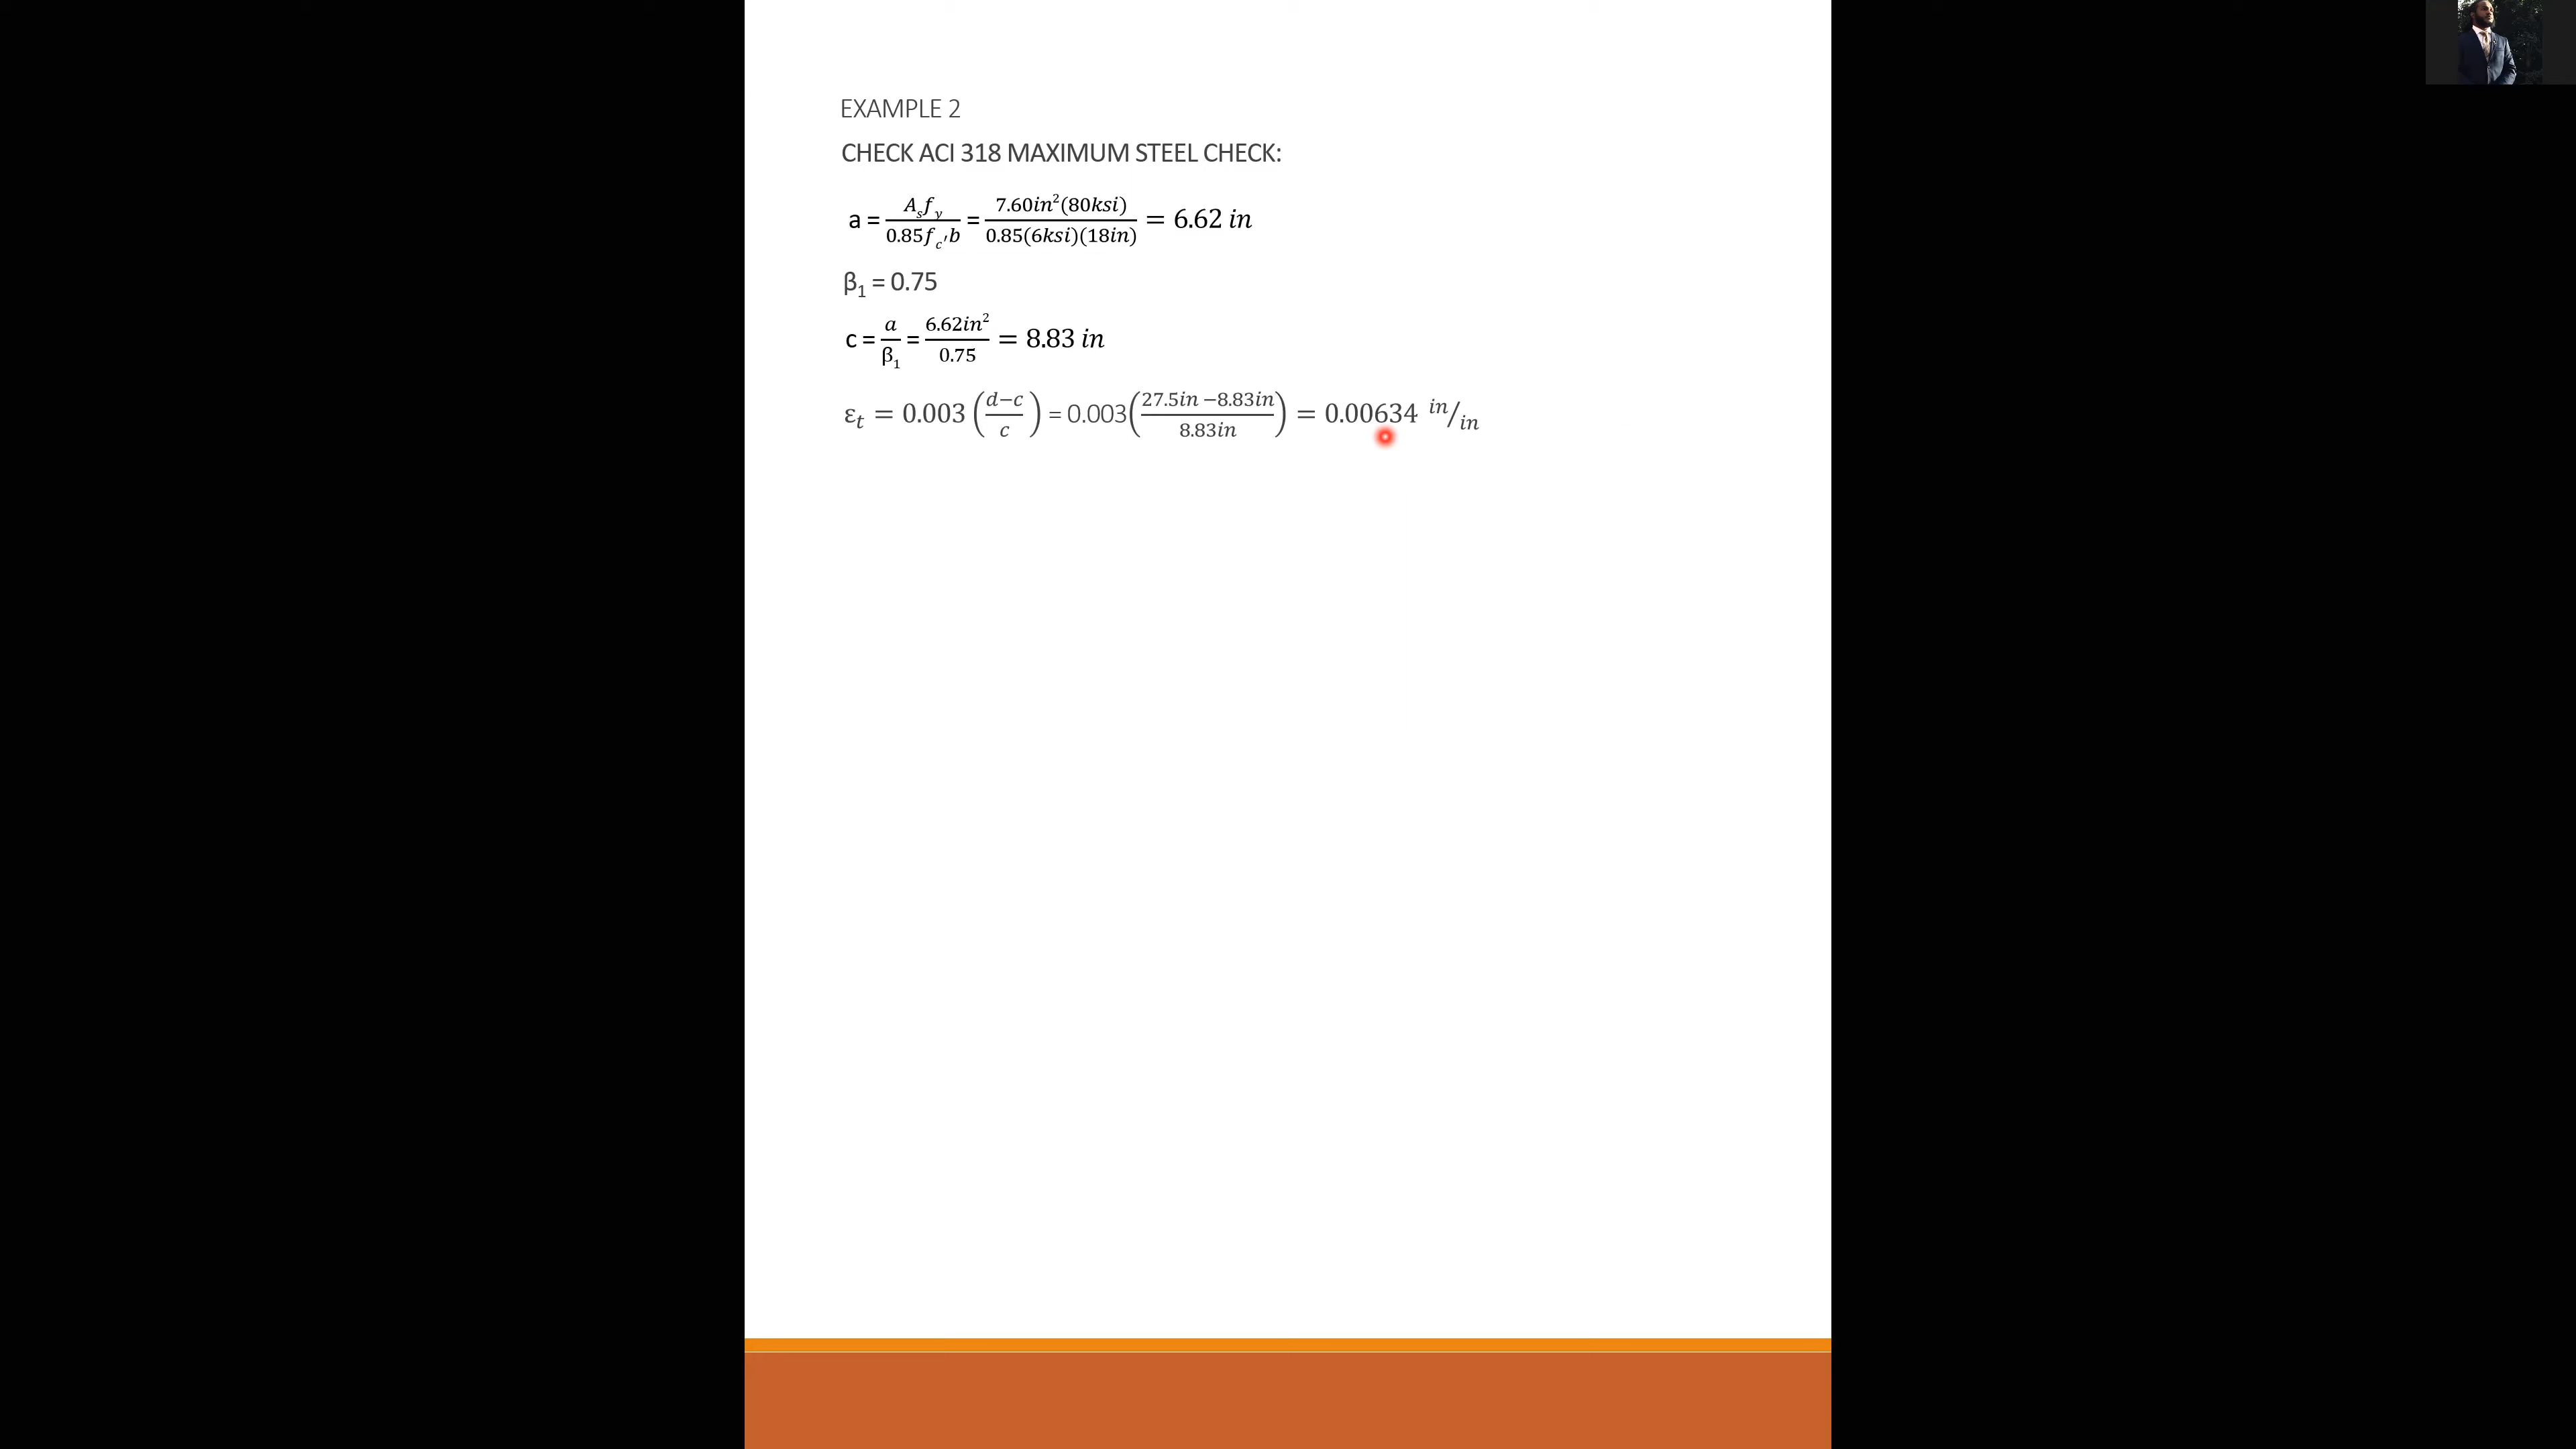 EXAMPLE 2
CHECK ACI 318 MAXIMUM STEEL CHECK:
a = A_s f_y / 0.85f_c'b = 7.60in²(80ksi) / 0.85(6ksi)(18in) = 6.62 in
β₁ = 0.75
c = a / β₁ = 6.62in² / 0.75 = 8.83 in
ε_t = 0.003 (d−c / c) = 0.003(27.5in −8.83in / 8.83in) = 0.00634 in/in